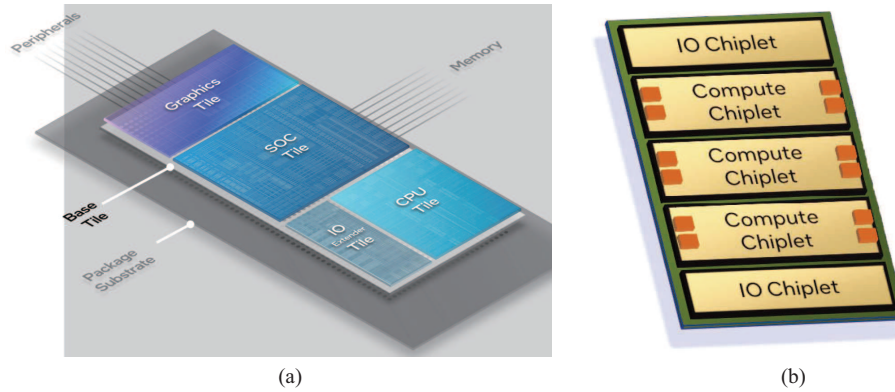 Peripherals
Graphics
Tile
Memory
SOC
Tile
CPU
Tile
IO
Extender
Tile
Base
Tile
Package
Substrate
(a)
IO Chiplet
Compute
Chiplet
Compute
Chiplet
Compute
Chiplet
IO Chiplet
(b)